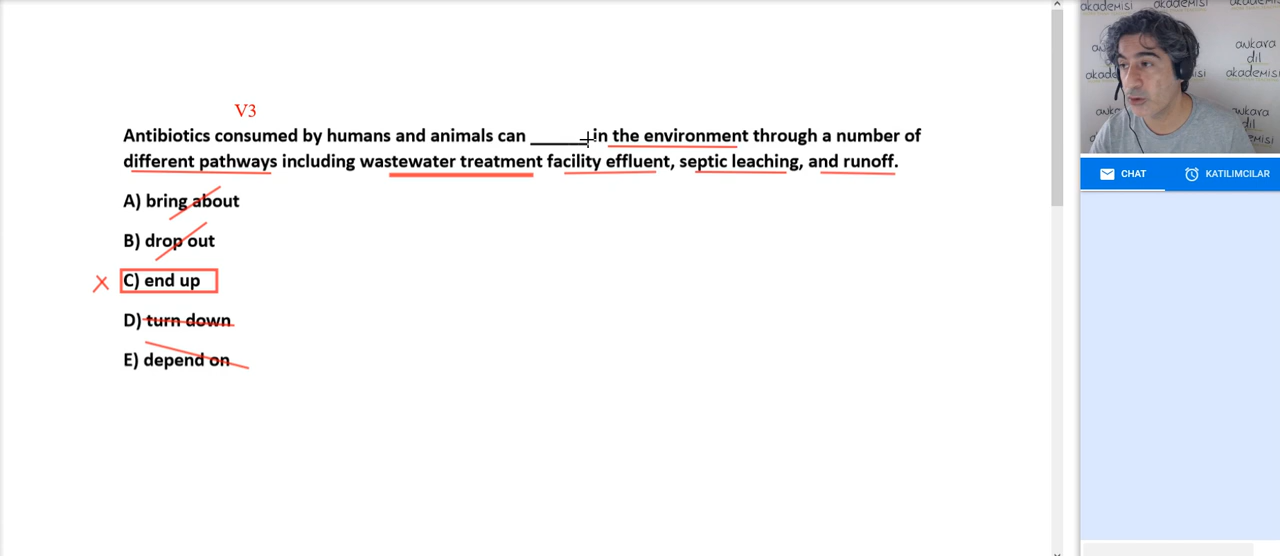 V3
Antibiotics consumed by humans and animals can ______ in the environment through a number of
different pathways including wastewater treatment facility effluent, septic leaching, and runoff.
A) bring about
B) drop out
X C) end up
D) turn down
E) depend on
akademisi akademisi
ankara
dil
akademisi
CHAT
KATILIMCILAR